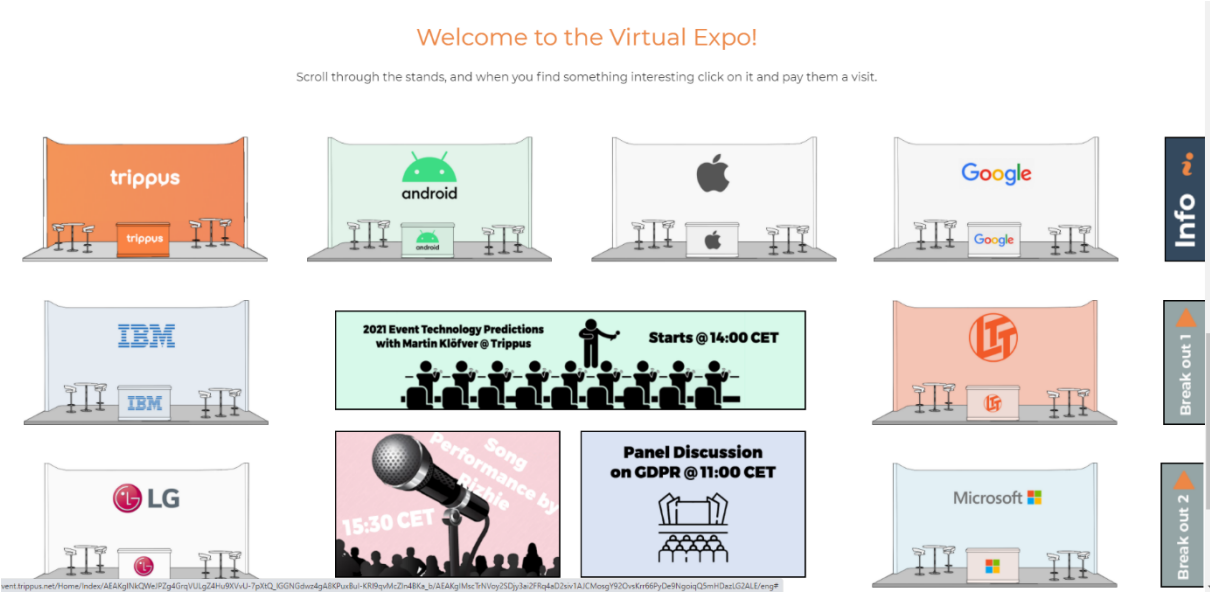 Welcome to the Virtual Expo!
Scroll through the stands, and when you find something interesting click on it and pay them a visit.
trippus
trippus
android
android
Google
Google
Info
IBM
IBM
2021 Event Technology Predictions
with Martin Klöfver @ Trippus
Starts @ 14:00 CET
LTT
LTT
Break out 1
LG
Song
Performance by
Rizhie
15:30 CET
Panel Discussion
on GDPR @ 11:00 CET
Microsoft
Break out 2